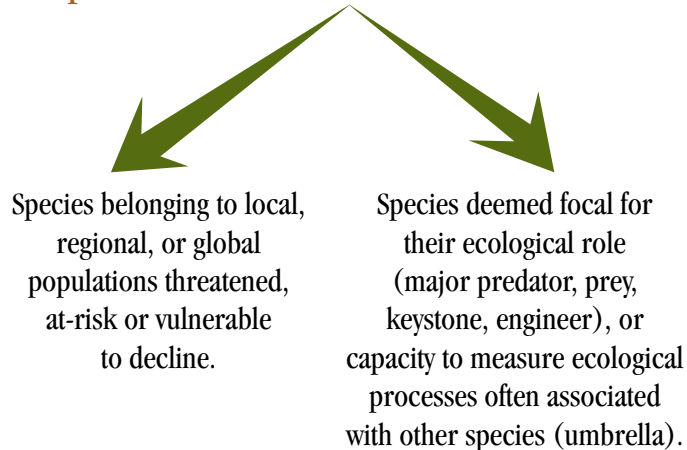 Species belonging to local,
regional, or global
populations threatened,
at-risk or vulnerable
to decline.
Species deemed focal for
their ecological role
(major predator, prey,
keystone, engineer), or
capacity to measure ecological
processes often associated
with other species (umbrella).